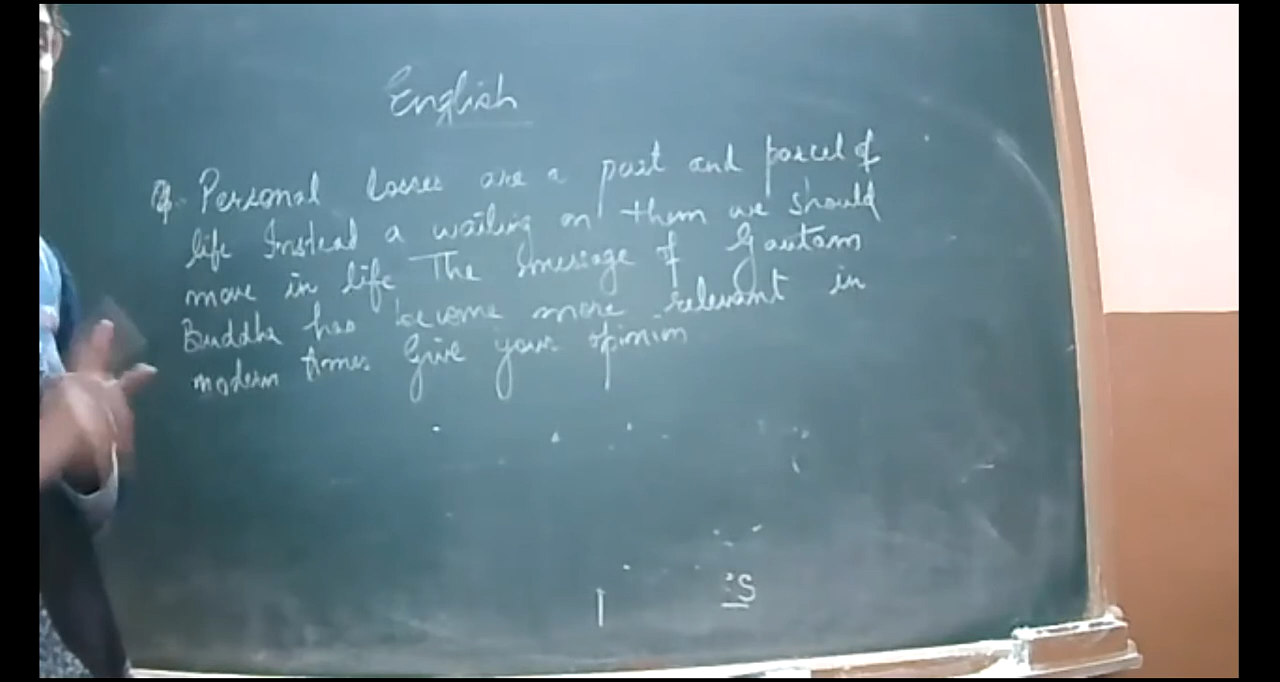 English
Q. Personal losses are a part and parcel of
life Instead a wailing on them we should
move in life The message of Gautam
Buddha has become more relevant in
modern times Give your opinion